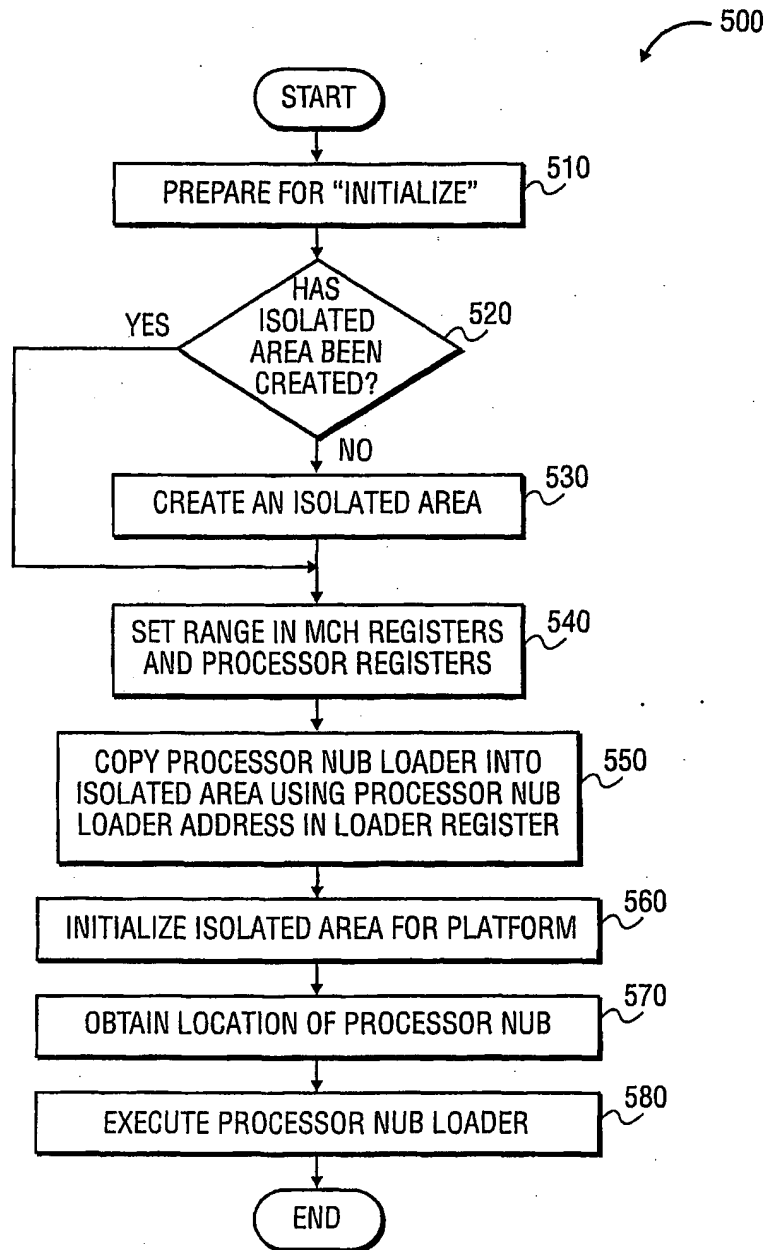 500
START
PREPARE FOR "INITIALIZE"
510
HAS
ISOLATED
AREA BEEN
CREATED?
520
YES
NO
CREATE AN ISOLATED AREA
530
SET RANGE IN MCH REGISTERS
AND PROCESSOR REGISTERS
540
COPY PROCESSOR NUB LOADER INTO
ISOLATED AREA USING PROCESSOR NUB
LOADER ADDRESS IN LOADER REGISTER
550
INITIALIZE ISOLATED AREA FOR PLATFORM
560
OBTAIN LOCATION OF PROCESSOR NUB
570
EXECUTE PROCESSOR NUB LOADER
580
END